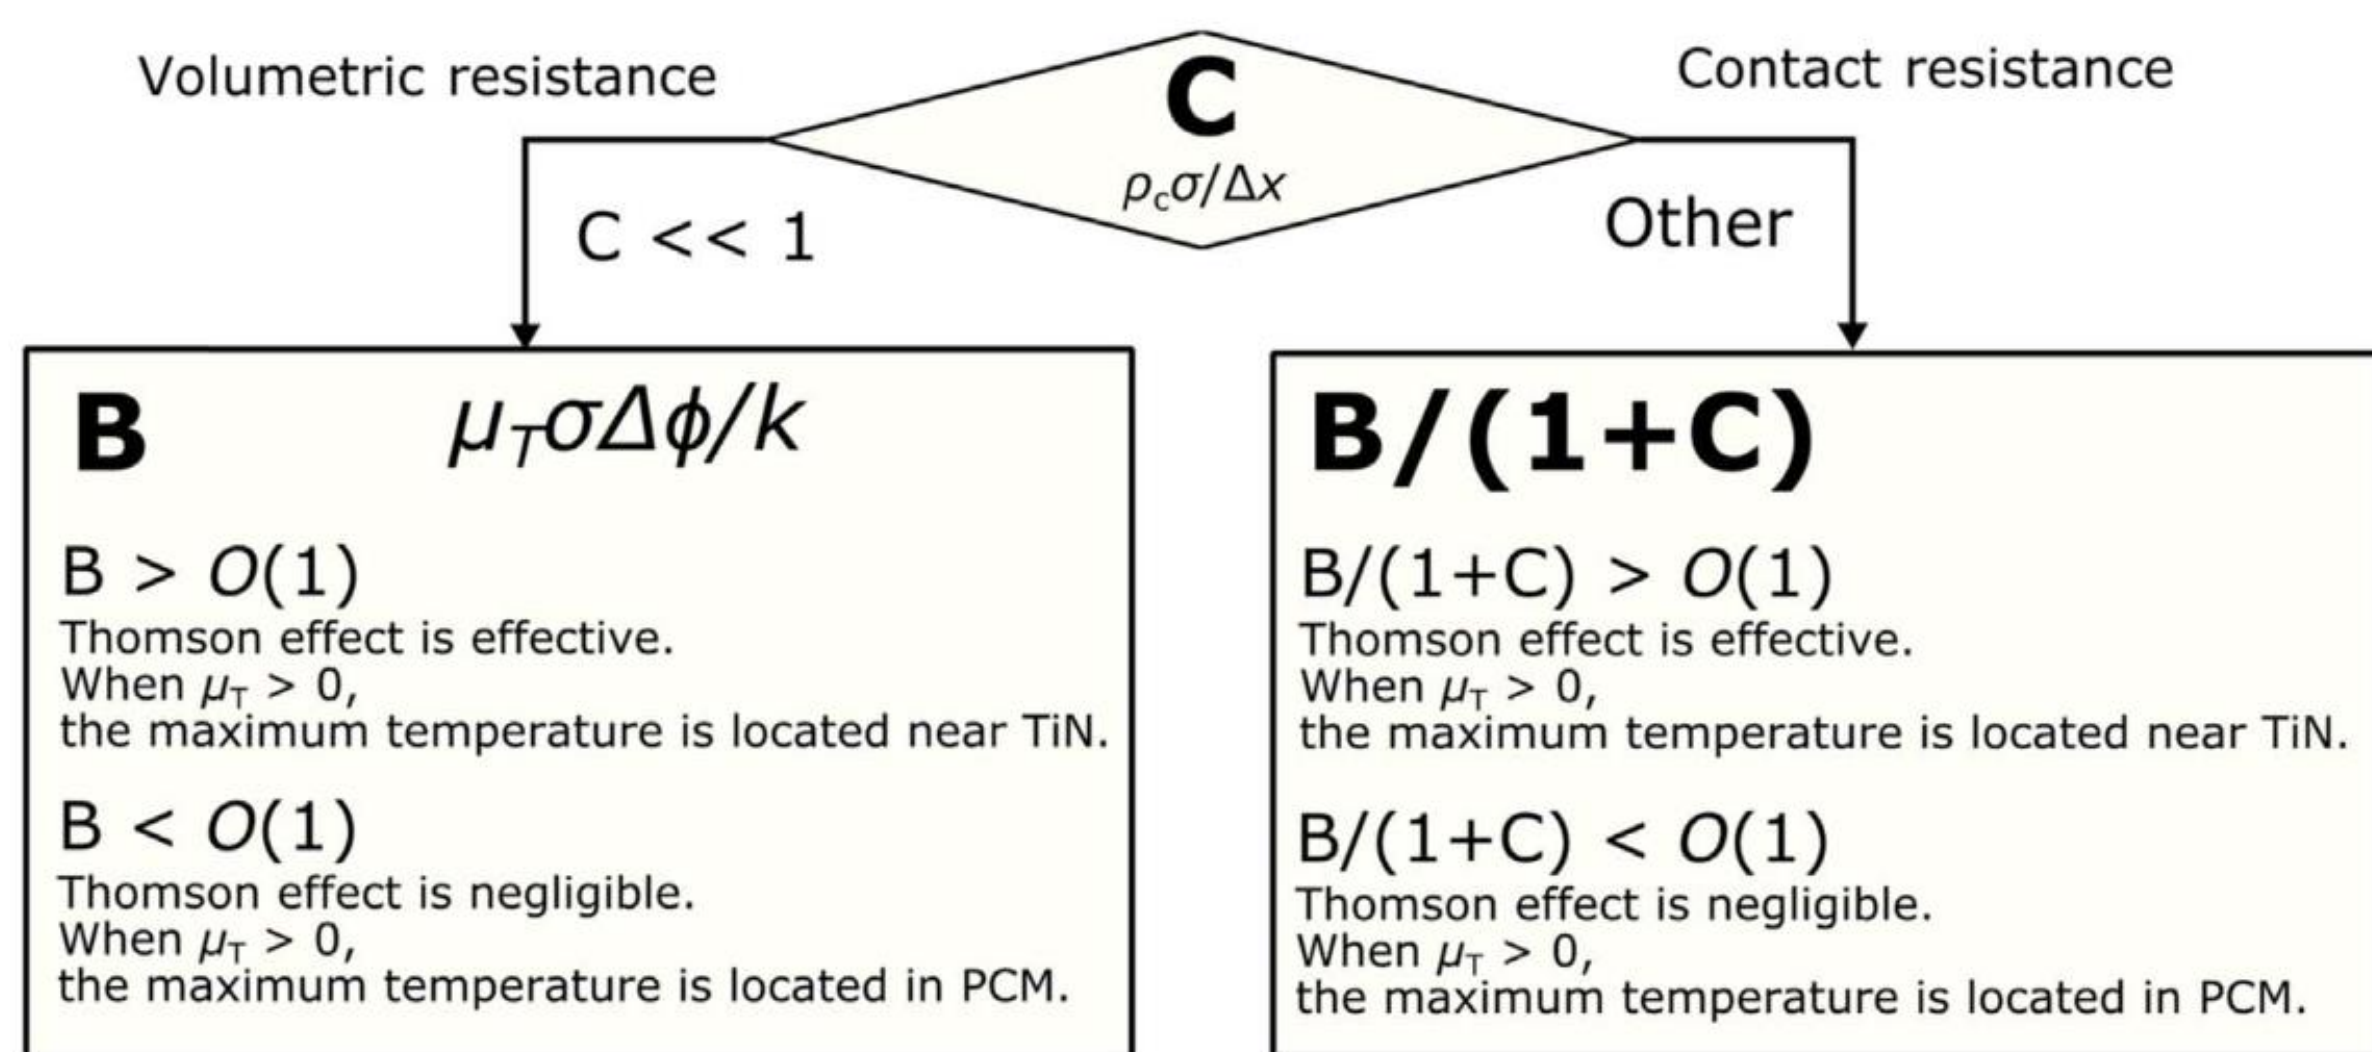 Volumetric resistance
C
Contact resistance
ρcσ/Δx
C << 1
Other
B μTσΔϕ/k
B > O(1)
Thomson effect is effective.
When μT > 0,
the maximum temperature is located near TiN.
B < O(1)
Thomson effect is negligible.
When μT > 0,
the maximum temperature is located in PCM.
B/(1+C)
B/(1+C) > O(1)
Thomson effect is effective.
When μT > 0,
the maximum temperature is located near TiN.
B/(1+C) < O(1)
Thomson effect is negligible.
When μT > 0,
the maximum temperature is located in PCM.